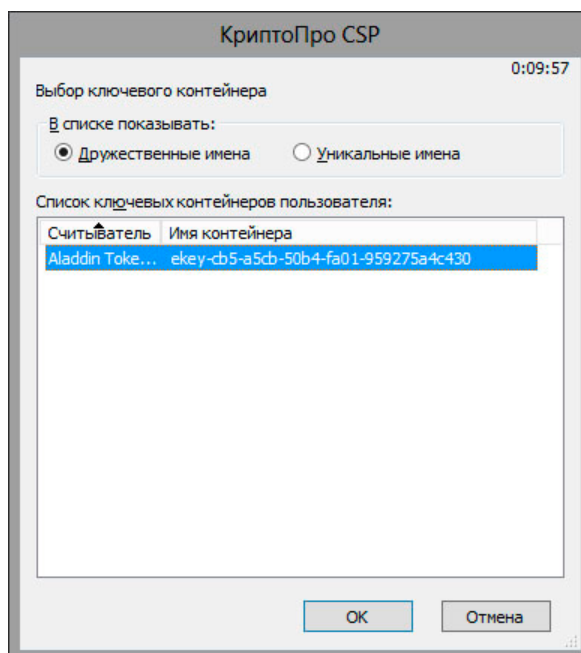 КриптоПро CSP
0:09:57
Выбор ключевого контейнера
В списке показывать:
Дружественные имена Уникальные имена
Список ключевых контейнеров пользователя:
Считыватель Имя контейнера
Aladdin Toke... ekey-cb5-a5cb-50b4-fa01-959275a4c430
ОК Отмена